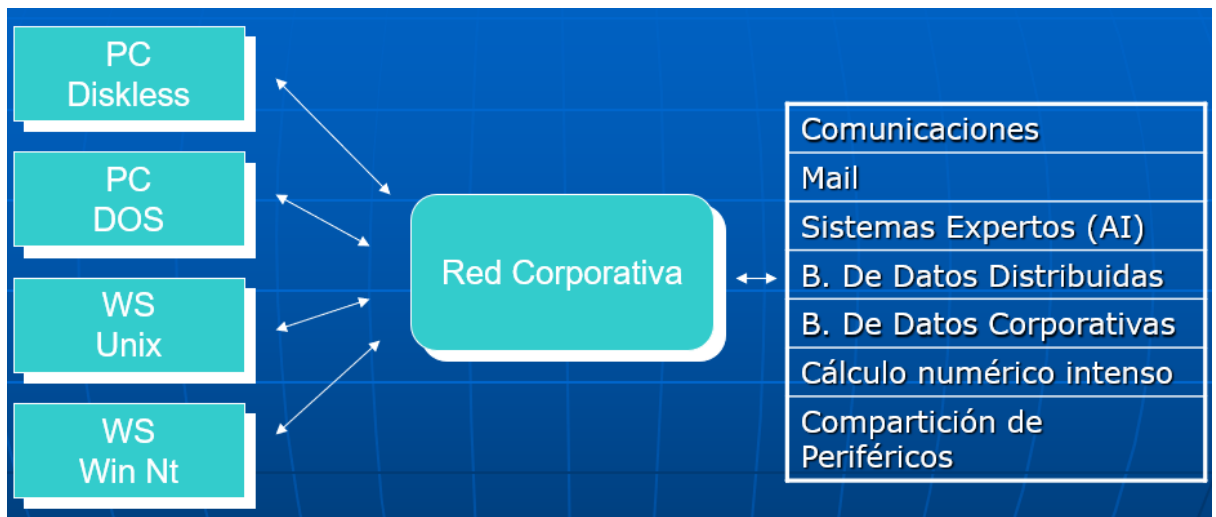 PC
Diskless
PC
DOS
WS
Unix
WS
Win Nt
Red Corporativa
Comunicaciones
Mail
Sistemas Expertos (AI)
B. De Datos Distribuidas
B. De Datos Corporativas
Cálculo numérico intenso
Compartición de
Periféricos